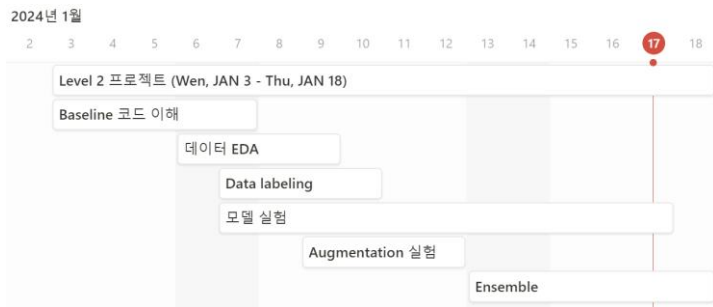 2024년 1월
2 3 4 5 6 7 8 9 10 11 12 13 14 15 16 17 18
Level 2 프로젝트 (Wen, JAN 3 - Thu, JAN 18)
Baseline 코드 이해
데이터 EDA
Data labeling
모델 실험
Augmentation 실험
Ensemble